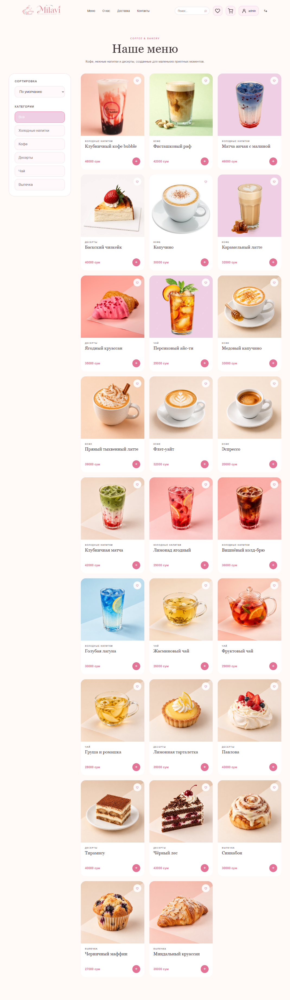 Milavi
COFFEE & BAKERY
Меню
О нас
Доставка
Контакты
Поиск...
admin
COFFEE & BAKERY
Наше меню
Кофе, нежные напитки и десерты, созданные для маленьких приятных моментов.
СОРТИРОВКА
По умолчанию
КАТЕГОРИИ
Всё
Холодные напитки
Кофе
Десерты
Чай
Выпечка
bubble
ХОЛОДНЫЕ НАПИТКИ
Клубничный кофе bubble
48000 сум
+
КОФЕ
Фисташковый раф
42000 сум
+
ХОЛОДНЫЕ НАПИТКИ
Матча анчан с малиной
46000 сум
+
ДЕСЕРТЫ
Баскский чизкейк
40000 сум
+
КОФЕ
Капучино
30000 сум
+
КОФЕ
Карамельный латте
32000 сум
+
ДЕСЕРТЫ
Ягодный круассан
35000 сум
+
ЧАЙ
Персиковый айс-ти
25000 сум
+
КОФЕ
Медовый капучино
33000 сум
+
КОФЕ
Пряный тыквенный латте
39000 сум
+
КОФЕ
Флэт-уайт
32000 сум
+
КОФЕ
Эспрессо
20000 сум
+
ХОЛОДНЫЕ НАПИТКИ
Клубничная матча
42000 сум
+
ХОЛОДНЫЕ НАПИТКИ
Лимонад ягодный
29000 сум
+
ХОЛОДНЫЕ НАПИТКИ
Вишнёвый колд-брю
36000 сум
+
ХОЛОДНЫЕ НАПИТКИ
Голубая лагуна
30000 сум
+
ЧАЙ
Жасминовый чай
26000 сум
+
ЧАЙ
Фруктовый чай
29000 сум
+
ЧАЙ
Груша и ромашка
28000 сум
+
ДЕСЕРТЫ
Лимонная тарталетка
38000 сум
+
ДЕСЕРТЫ
Павлова
43000 сум
+
ДЕСЕРТЫ
Тирамису
40000 сум
+
ДЕСЕРТЫ
Чёрный лес
43000 сум
+
ВЫПЕЧКА
Синнабон
30000 сум
+
ВЫПЕЧКА
Черничный маффин
27000 сум
+
ВЫПЕЧКА
Миндальный круассан
35000 сум
+